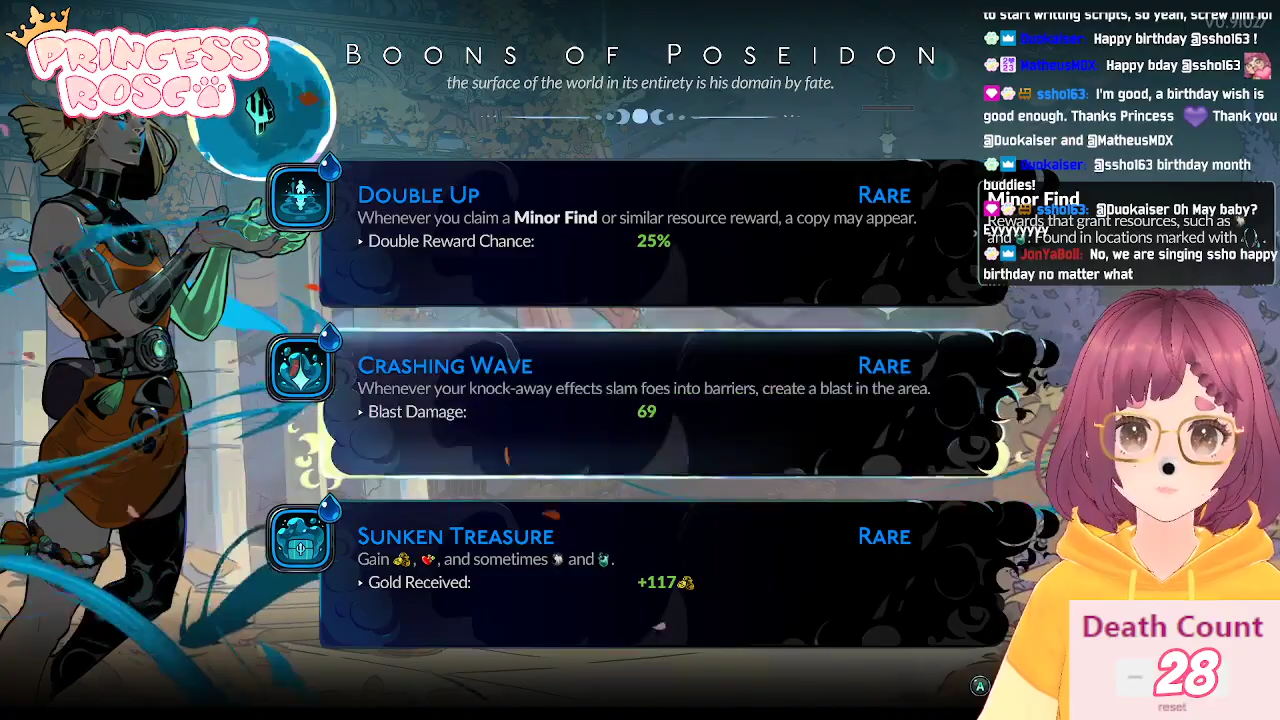 PRINCESS
ROSE
BOONS OF POSEIDON
the surface of the world in its entirety is his domain by fate.
DOUBLE UP
RARE
Whenever you claim a Minor Find or similar resource reward, a copy may appear.
‣ Double Reward Chance: 25%
CRASHING WAVE
RARE
Whenever your knock-away effects slam foes into barriers, create a blast in the area.
‣ Blast Damage: 69
SUNKEN TREASURE
RARE
Gain , , and sometimes and .
‣ Gold Received: +117
to start writting scripts, so yeah, screw him lol
Duokaiser: Happy birthday @ssho163 !
MatheusMDX: Happy bday @ssho163
ssho163: I'm good, a birthday wish is
good enough. Thanks Princess 💜 Thank you
@Duokaiser and @MatheusMDX
Duokaiser: @ssho163 birthday month
buddies!
Minor Find
ssho163: @Duokaiser Oh May baby?
Rewards that grant resources, such as
Eyyyyyyy
and . Found in locations marked with .
JonYaBoll: No, we are singing ssho happy
birthday no matter what
A
Death Count
28
reset